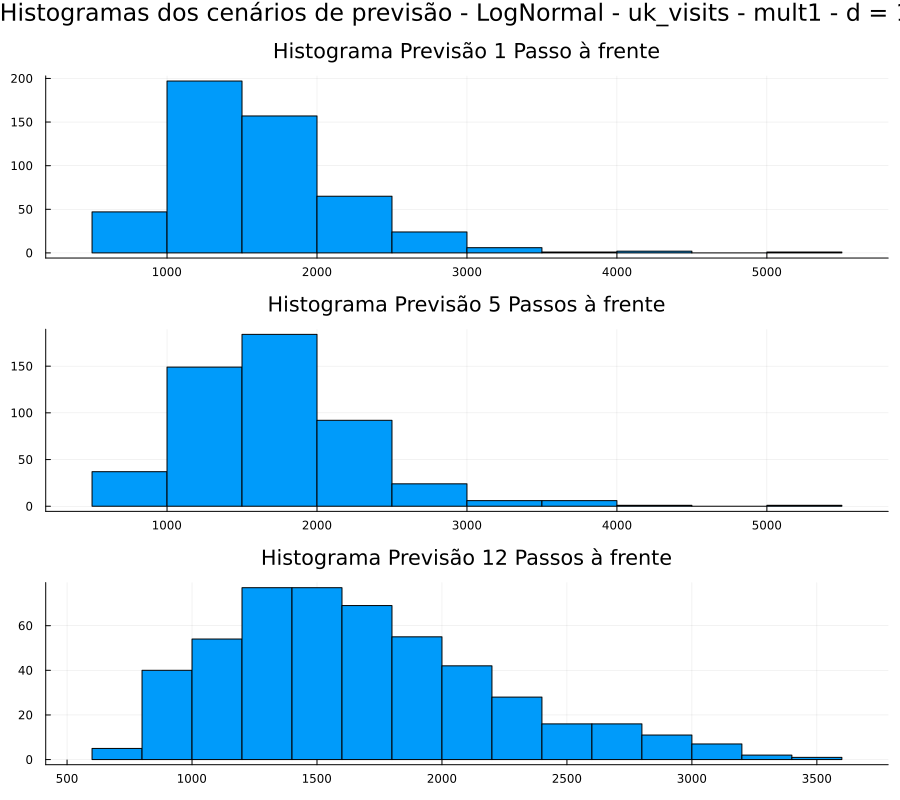 Histogramas dos cenários de previsão - LogNormal - uk_visits - mult1 - d =
Histograma Previsão 1 Passo à frente
200
150
100
50
0
1000 2000 3000 4000 5000
Histograma Previsão 5 Passos à frente
150
100
50
0
1000 2000 3000 4000 5000
Histograma Previsão 12 Passos à frente
60
40
20
0
500 1000 1500 2000 2500 3000 3500